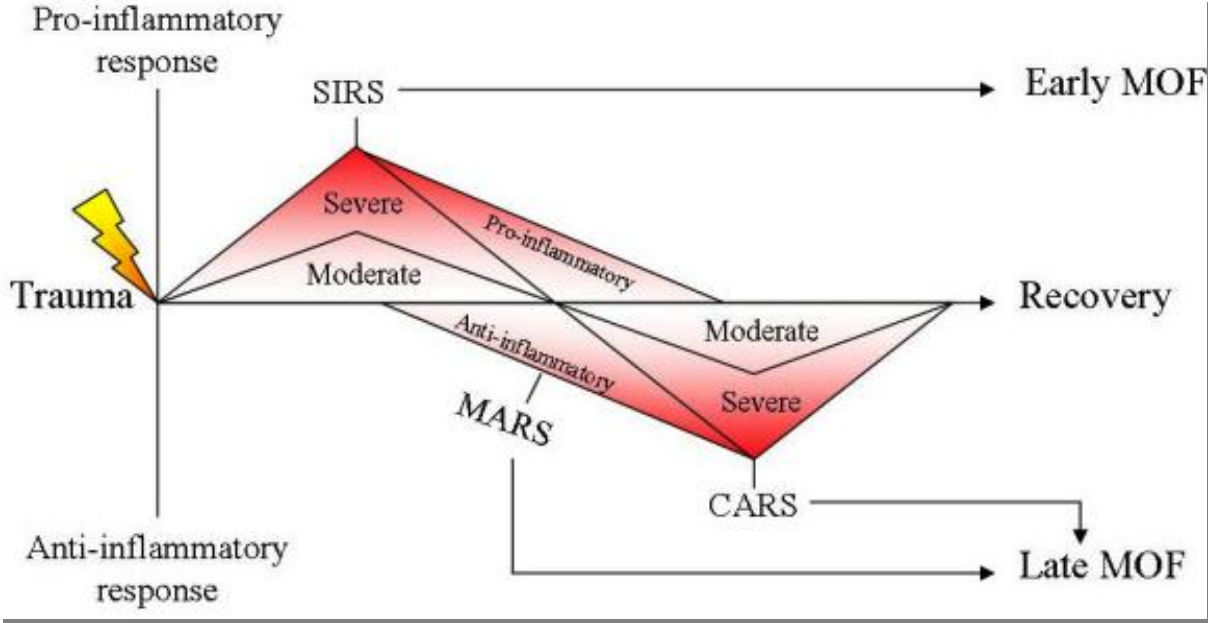 Pro-inflammatory
response
SIRS
Early MOF
Severe
Pro-inflammatory
Moderate
Trauma
Recovery
Anti-inflammatory
Moderate
Severe
MARS
CARS
Anti-inflammatory
response
Late MOF